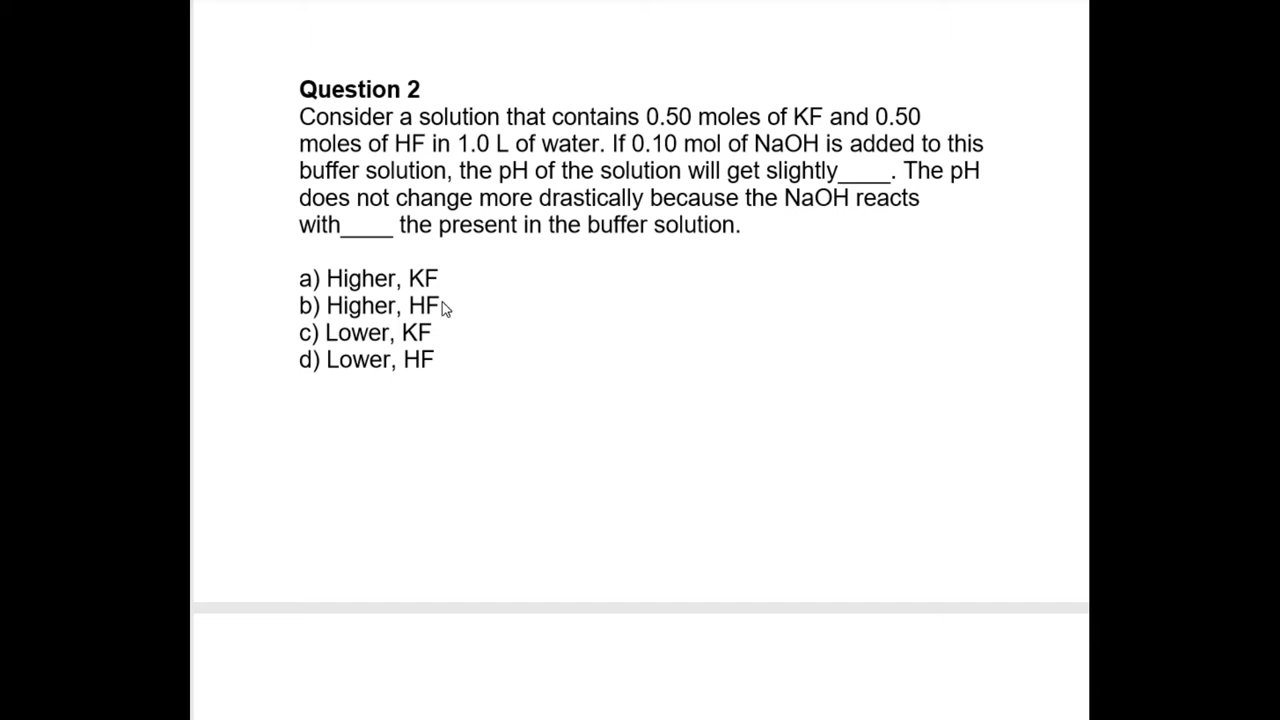 Question 2
Consider a solution that contains 0.50 moles of KF and 0.50
moles of HF in 1.0 L of water. If 0.10 mol of NaOH is added to this
buffer solution, the pH of the solution will get slightly____. The pH
does not change more drastically because the NaOH reacts
with____ the present in the buffer solution.
a) Higher, KF
b) Higher, HF
c) Lower, KF
d) Lower, HF